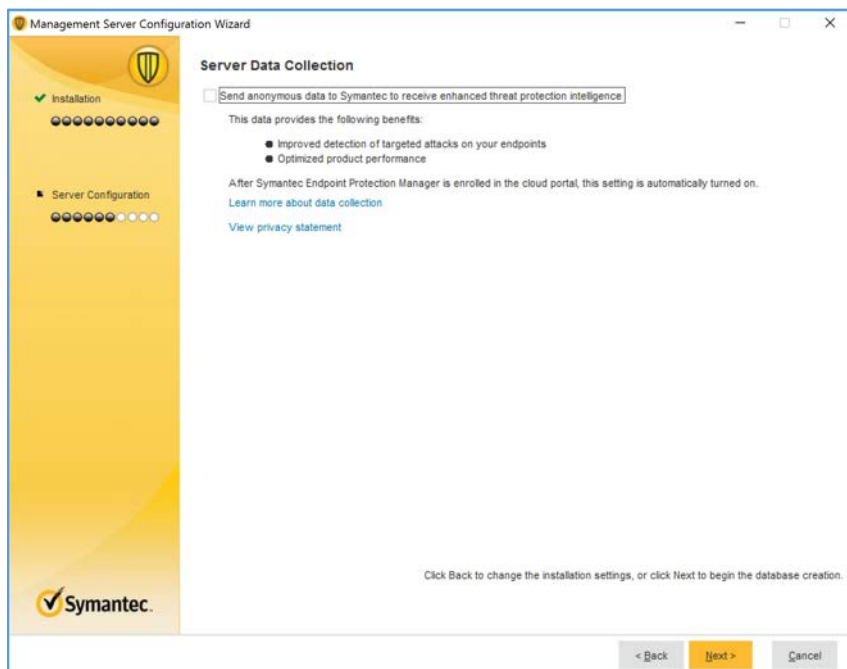 Management Server Configuration Wizard
Server Data Collection
Installation
Server Configuration
Send anonymous data to Symantec to receive enhanced threat protection intelligence
This data provides the following benefits:
Improved detection of targeted attacks on your endpoints
Optimized product performance
After Symantec Endpoint Protection Manager is enrolled in the cloud portal, this setting is automatically turned on.
Learn more about data collection
View privacy statement
Click Back to change the installation settings, or click Next to begin the database creation.
Symantec.
< Back
Next >
Cancel